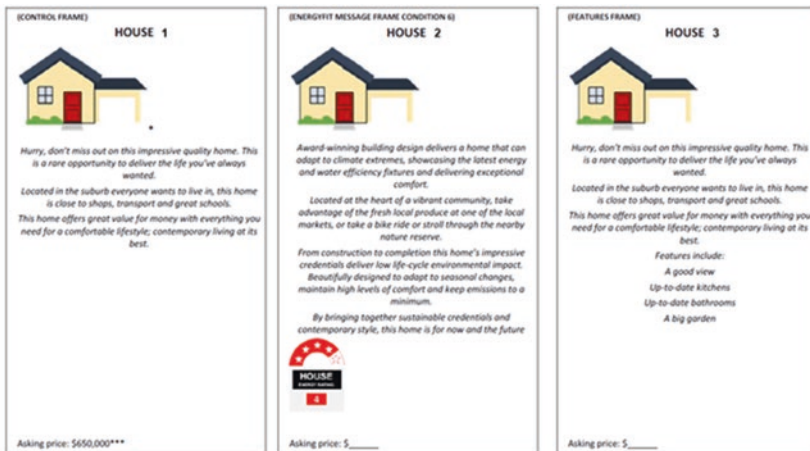 (CONTROL FRAME)
HOUSE 1
Hurry, don't miss out on this impressive quality home. This
is a rare opportunity to deliver the life you've always
wanted.
Located in the suburb everyone wants to live in, this home
is close to shops, transport and great schools.
This home offers great value for money with everything you
need for a comfortable lifestyle; contemporary living at its
best.
Asking price: $650,000***
(ENERGYFIT MESSAGE FRAME CONDITION 6)
HOUSE 2
Award-winning building design delivers a home that can
adapt to climate extremes, showcasing the latest energy
and water efficiency fixtures and delivering exceptional
comfort.
Located at the heart of a vibrant community, take
advantage of the fresh local produce at one of the local
markets, or take a bike ride or stroll through the nearby
nature reserve.
From construction to completion this home's impressive
credentials deliver low life-cycle environmental impact.
Beautifully designed to adapt to seasonal changes,
maintain high levels of comfort and keep emissions to a
minimum.
By bringing together sustainable credentials and
contemporary style, this home is for now and the future
HOUSE
ENERGY RATING
4
Asking price: $______
(FEATURES FRAME)
HOUSE 3
Hurry, don't miss out on this impressive quality home. This
is a rare opportunity to deliver the life you've always
wanted.
Located in the suburb everyone wants to live in, this home
is close to shops, transport and great schools.
This home offers great value for money with everything you
need for a comfortable lifestyle; contemporary living at its
best.
Features include:
A good view
Up-to-date kitchens
Up-to-date bathrooms
A big garden
Asking price: $______